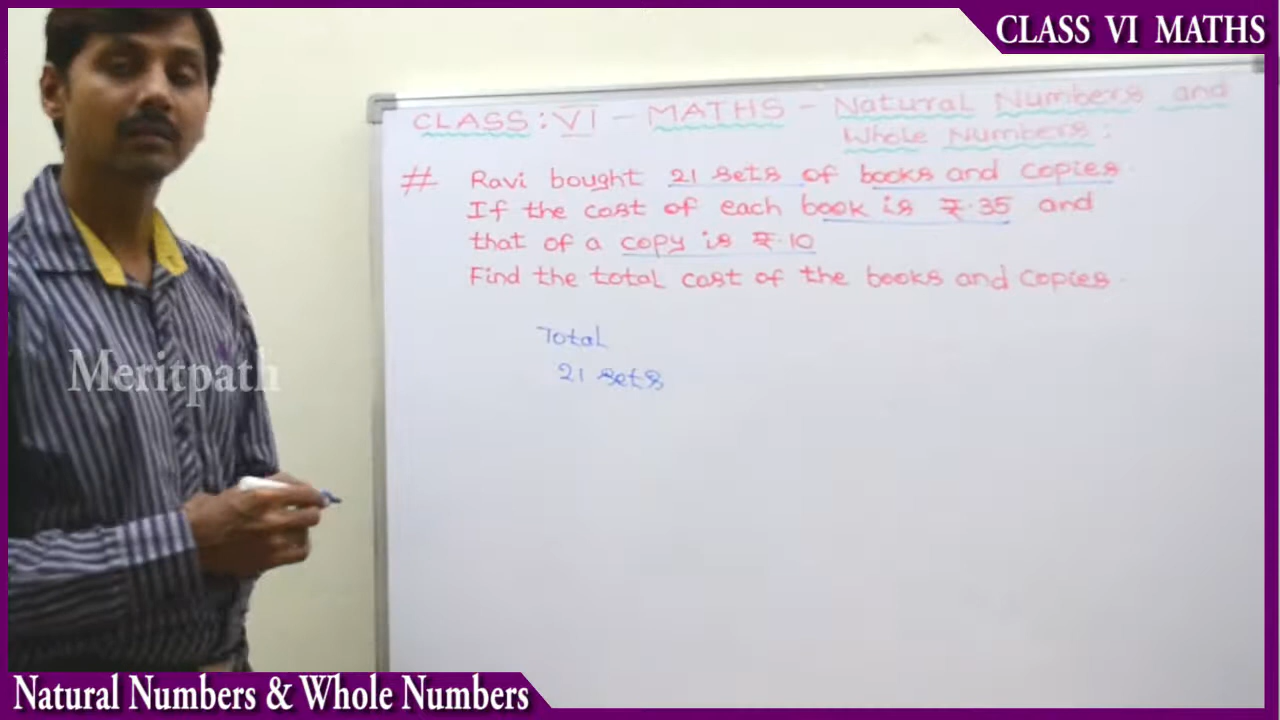 CLASS VI MATHS
CLASS: VI - MATHS - Natural Numbers and
Whole Numbers:
# Ravi bought 21 sets of books and copies.
If the cost of each book is ₹.35 and
that of a copy is ₹.10
Find the total cost of the books and copies.
Total
21 sets
Meritpath
Natural Numbers & Whole Numbers